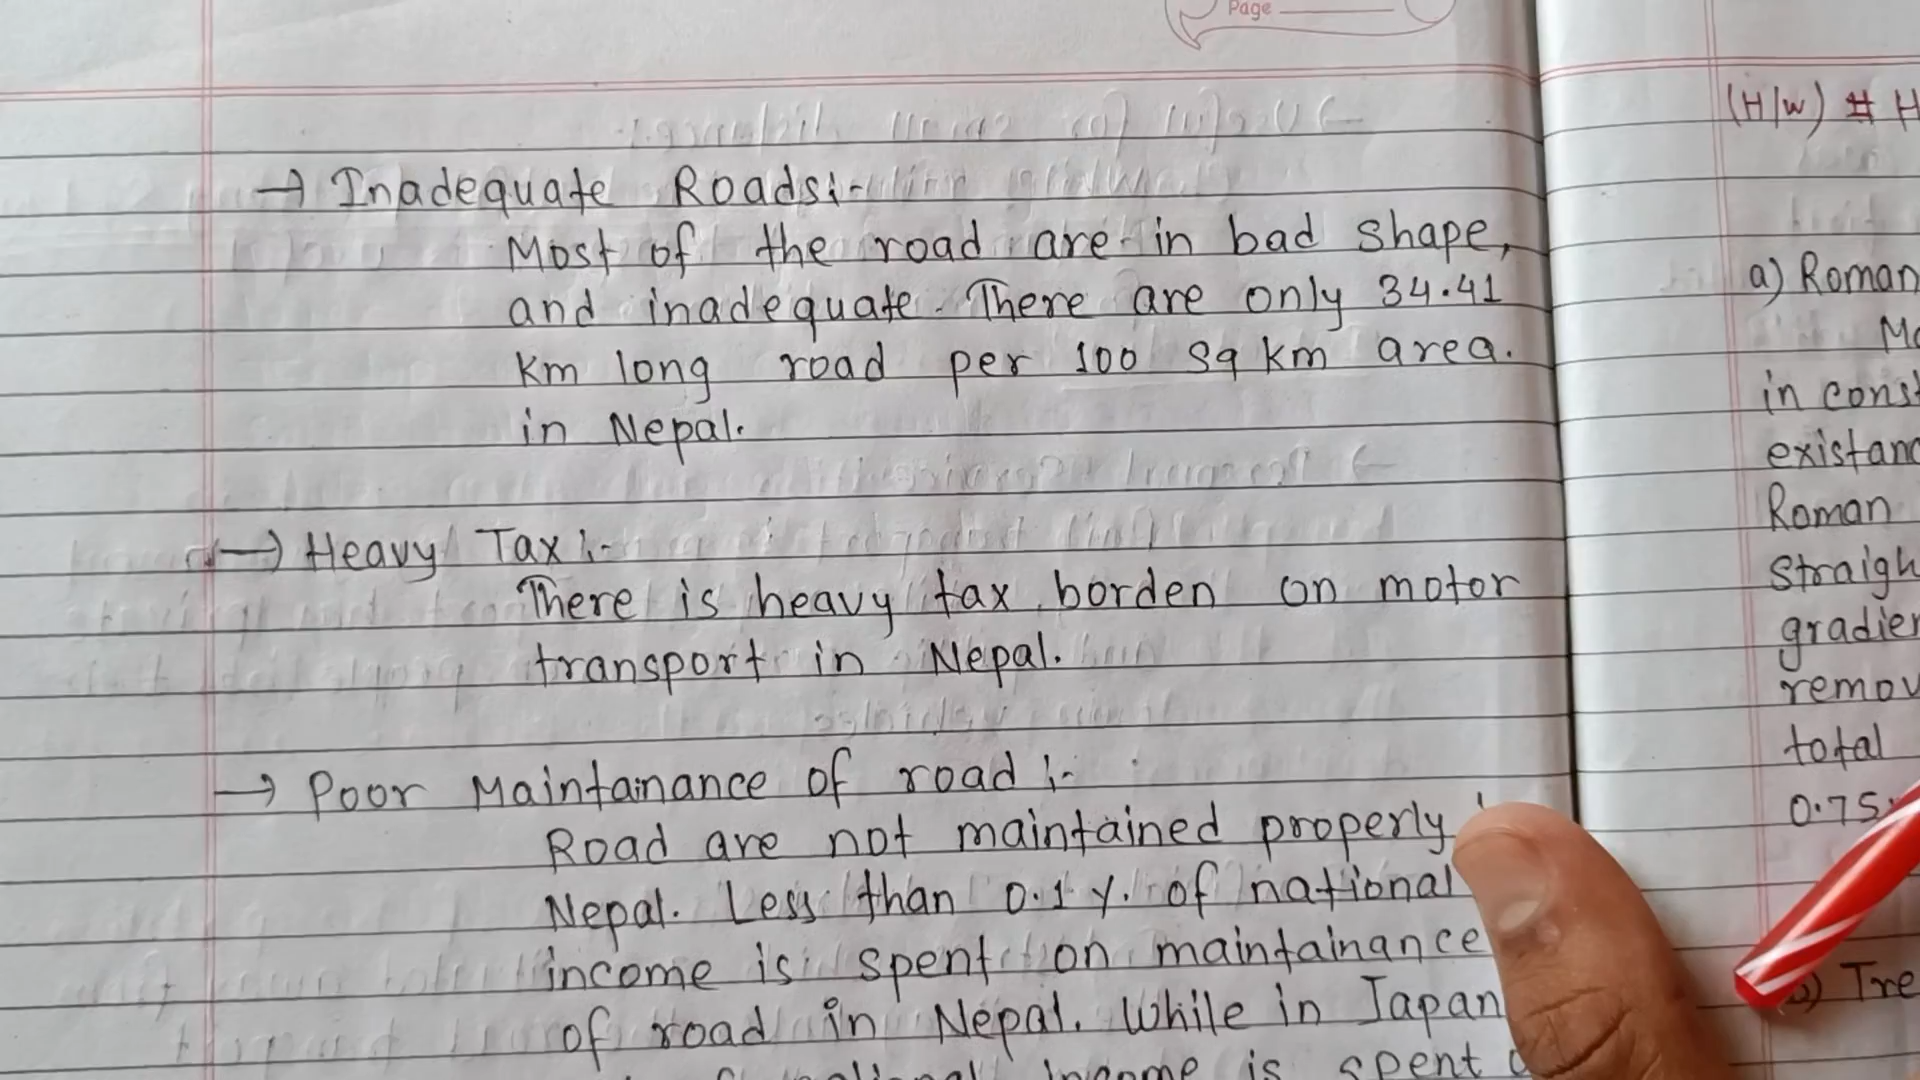 Page
→ Inadequate Roads:-
Most of the road are in bad shape,
and inadequate. There are only 34.41
km long road per 100 sq km area.
in Nepal.
→ Heavy Tax :-
There is heavy tax borden on motor
transport in Nepal.
→ Poor Maintainance of road :-
Road are not maintained properly
Nepal. Less than 0.1 %. of national
income is spent on maintainance
of road in Nepal. While in Japan
income is spent
(H/w) # H
a) Roman
in const
existanc
Roman
straigh
gradien
remov
total
0.75
b) Tre